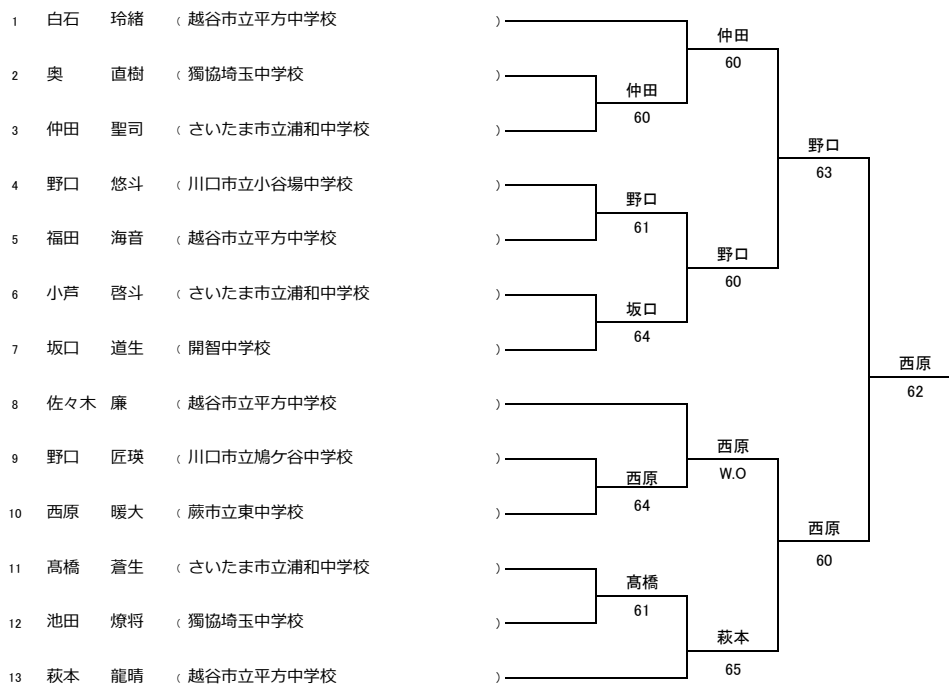 1 白石 玲緒 ( 越谷市立平方中学校 )
仲田
60
2 奥 直樹 ( 獨協埼玉中学校 )
仲田
60
3 仲田 聖司 ( さいたま市立浦和中学校 )
野口
63
4 野口 悠斗 ( 川口市立小谷場中学校 )
野口
61
5 福田 海音 ( 越谷市立平方中学校 )
野口
60
6 小芦 啓斗 ( さいたま市立浦和中学校 )
坂口
64
7 坂口 道生 ( 開智中学校 )
西原
62
8 佐々木 廉 ( 越谷市立平方中学校 )
西原
W.O
9 野口 匠瑛 ( 川口市立鳩ケ谷中学校 )
西原
64
10 西原 暖大 ( 蕨市立東中学校 )
西原
60
11 髙橋 蒼生 ( さいたま市立浦和中学校 )
髙橋
61
12 池田 燎将 ( 獨協埼玉中学校 )
萩本
65
13 萩本 龍晴 ( 越谷市立平方中学校 )